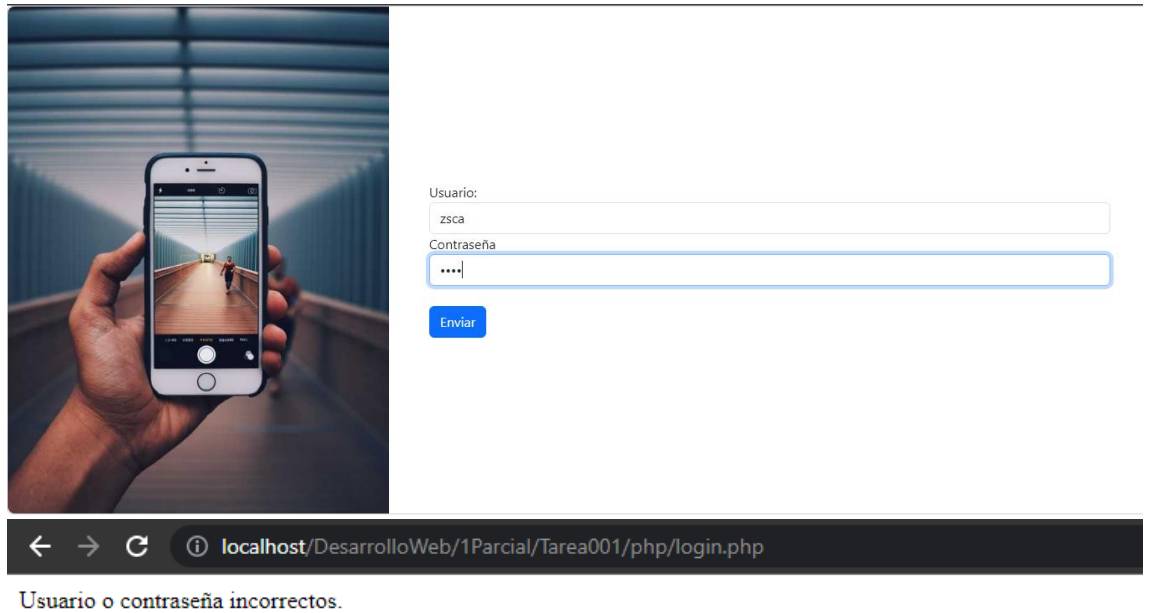 Usuario:
zsca
Contraseña
••••
Enviar
localhost/DesarrolloWeb/1Parcial/Tarea001/php/login.php
Usuario o contraseña incorrectos.